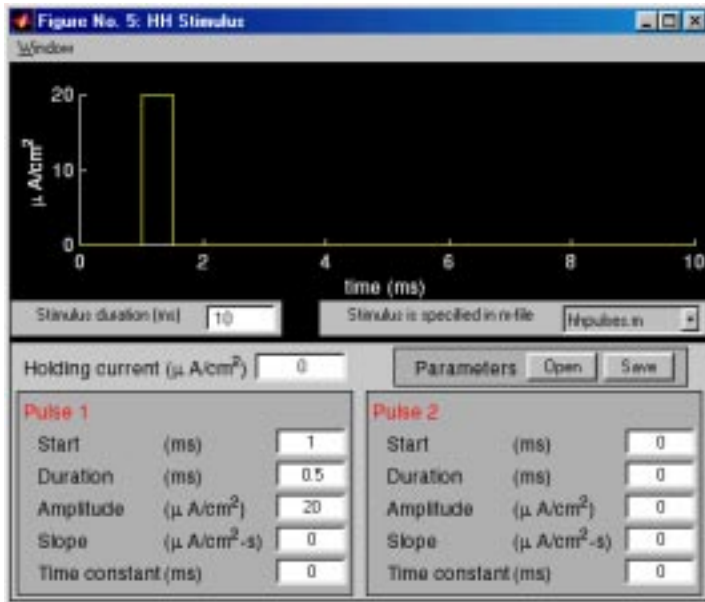 Figure No. 5: HH Stimulus
Window
20
10
0
μ A/cm²
0 2 4 6 8 10
time (ms)
Stimulus duration (ms) 10 Stimulus is specified in m-file hhpulses.m
Holding current (μ A/cm²) 0 Parameters Open Save
Pulse 1
Start (ms) 1
Duration (ms) 0.5
Amplitude (μ A/cm²) 20
Slope (μ A/cm²-s) 0
Time constant (ms) 0
Pulse 2
Start (ms) 0
Duration (ms) 0
Amplitude (μ A/cm²) 0
Slope (μ A/cm²-s) 0
Time constant (ms) 0